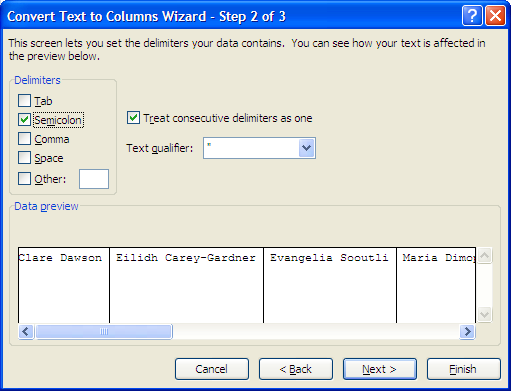 Convert Text to Columns Wizard - Step 2 of 3
This screen lets you set the delimiters your data contains. You can see how your text is affected in
the preview below.
Delimiters
Tab
Semicolon
Comma
Space
Other:
Treat consecutive delimiters as one
Text qualifier: "
Data preview
Clare Dawson Eilidh Carey-Gardner Evangelia Sooutli Maria Dimop
Cancel < Back Next > Finish